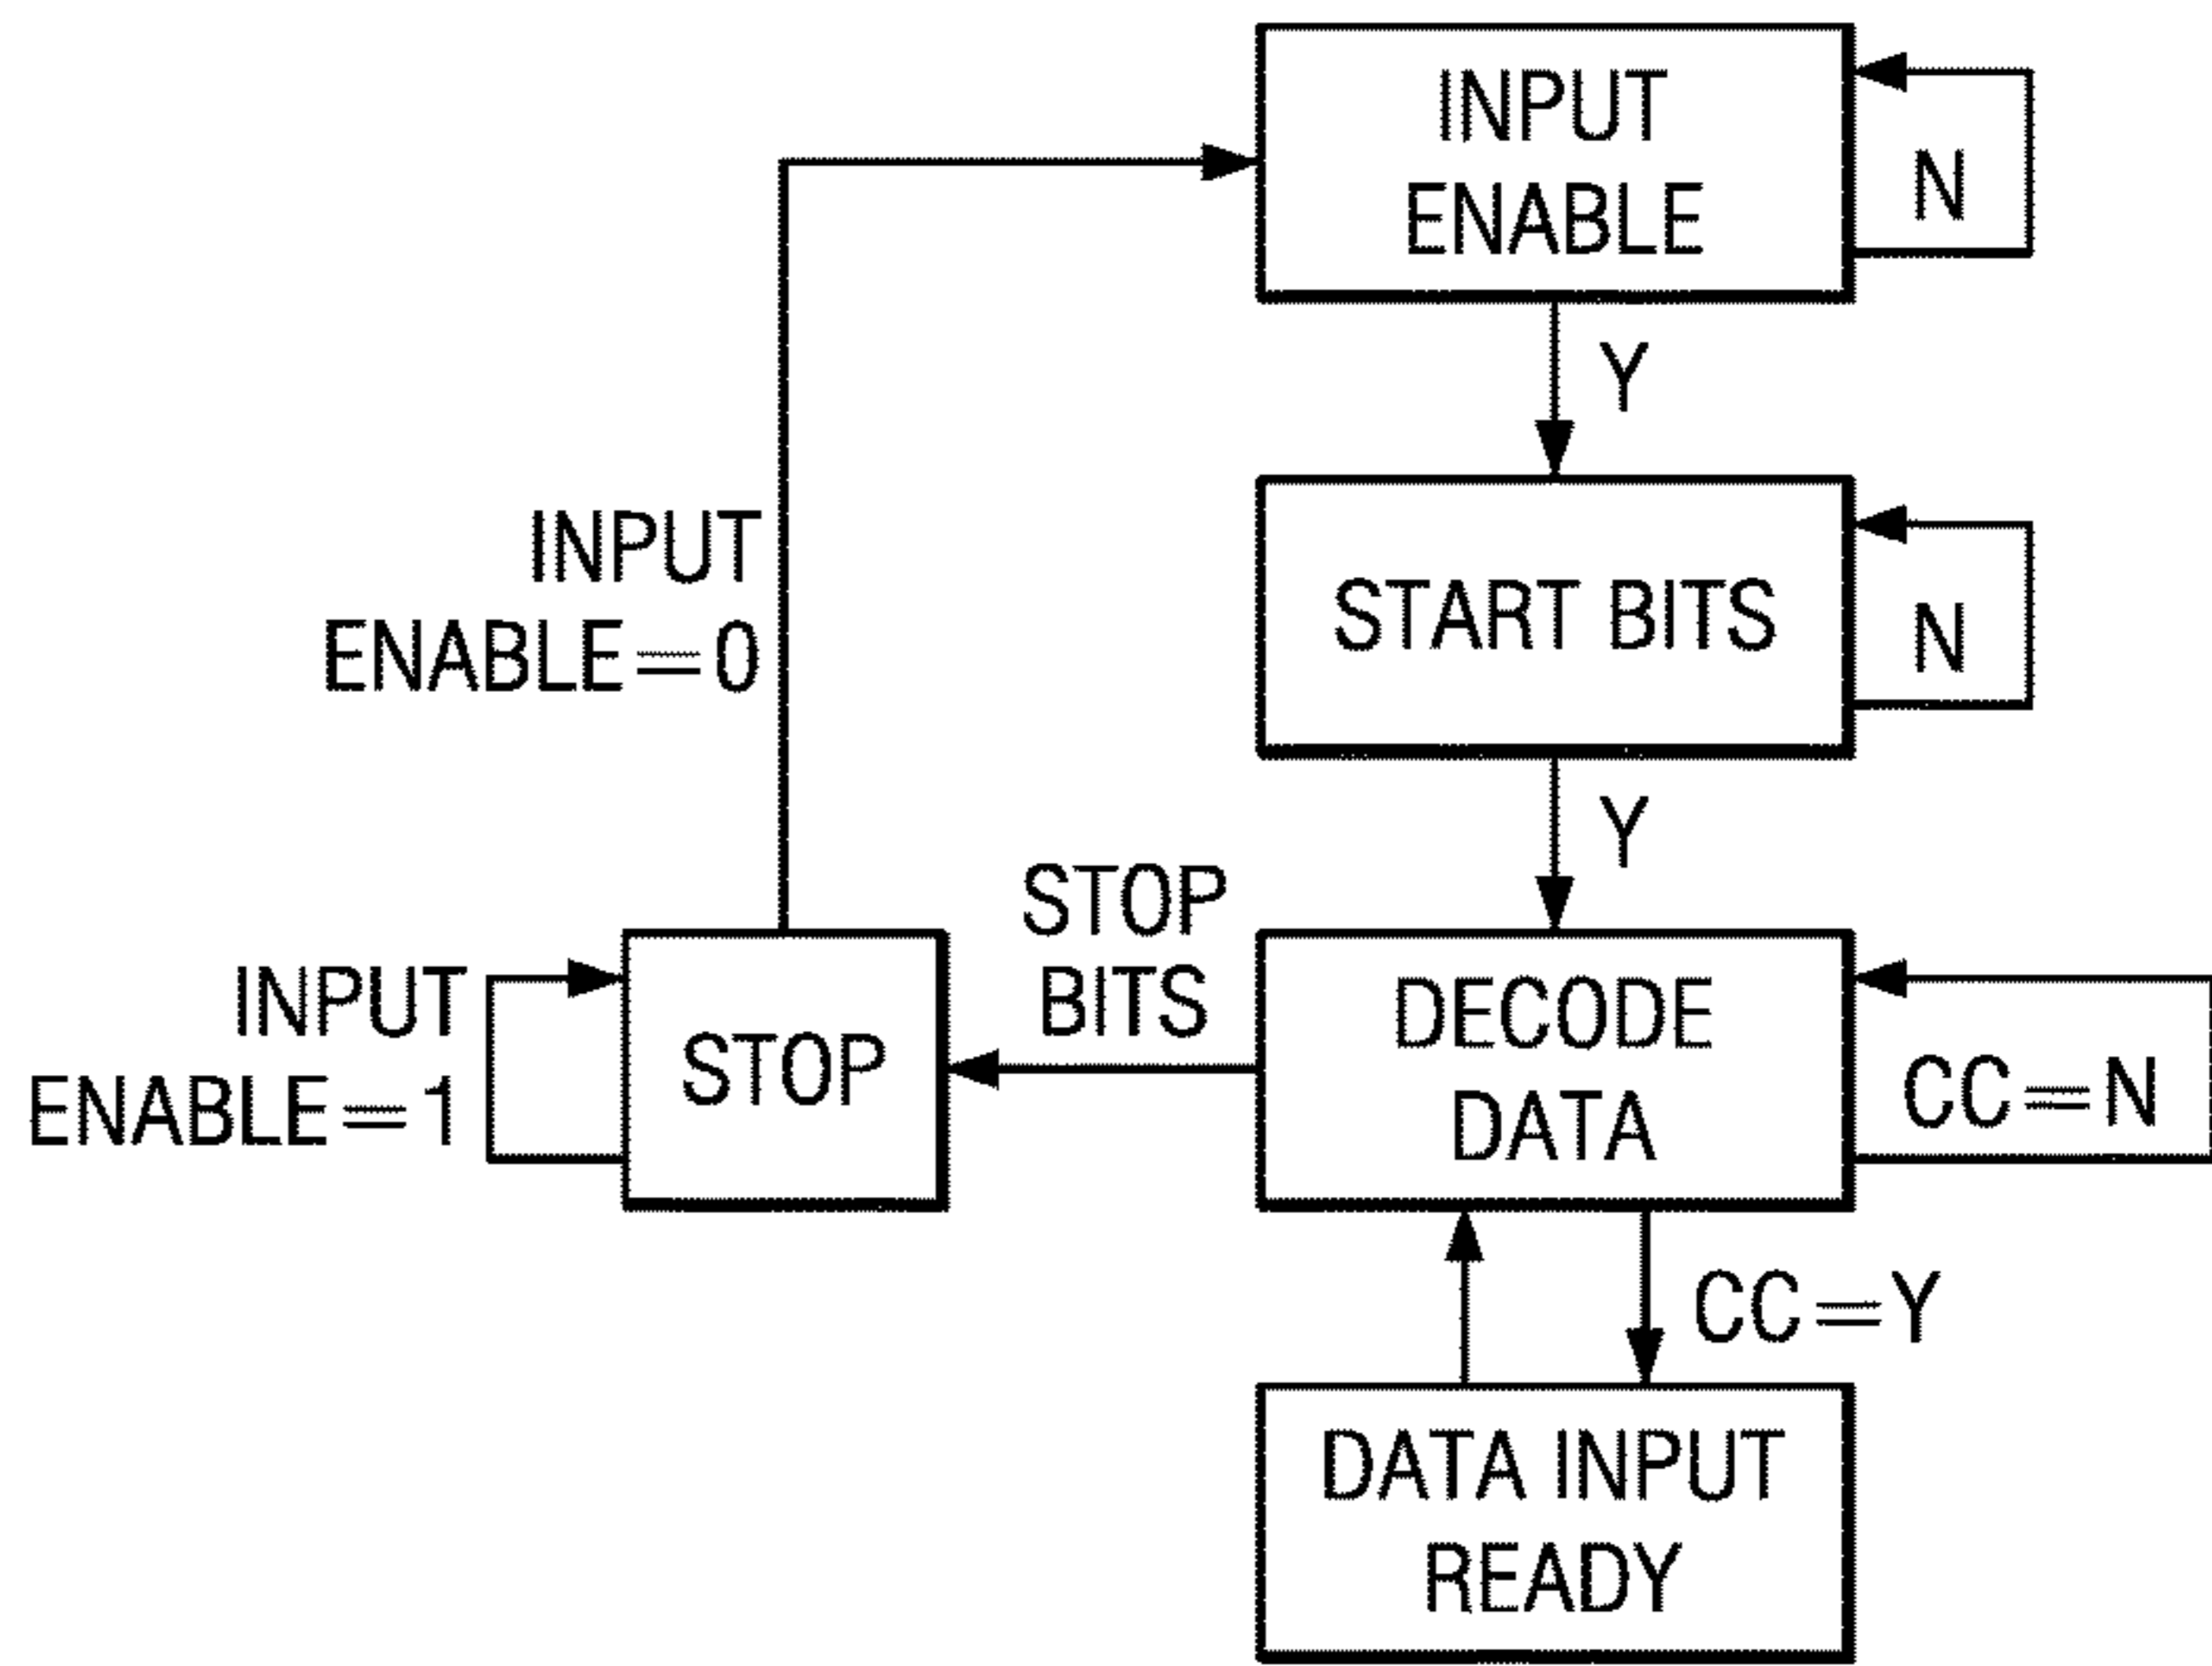 INPUT
ENABLE
N
Y
INPUT
ENABLE=0
START BITS
N
Y
STOP
BITS
INPUT
ENABLE=1
STOP
DECODE
DATA
CC=N
CC=Y
DATA INPUT
READY